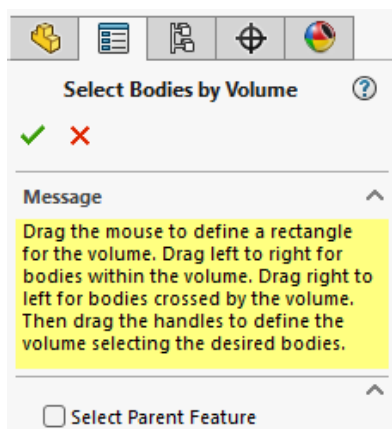 Select Bodies by Volume
Message
Drag the mouse to define a rectangle
for the volume. Drag left to right for
bodies within the volume. Drag right to
left for bodies crossed by the volume.
Then drag the handles to define the
volume selecting the desired bodies.
Select Parent Feature